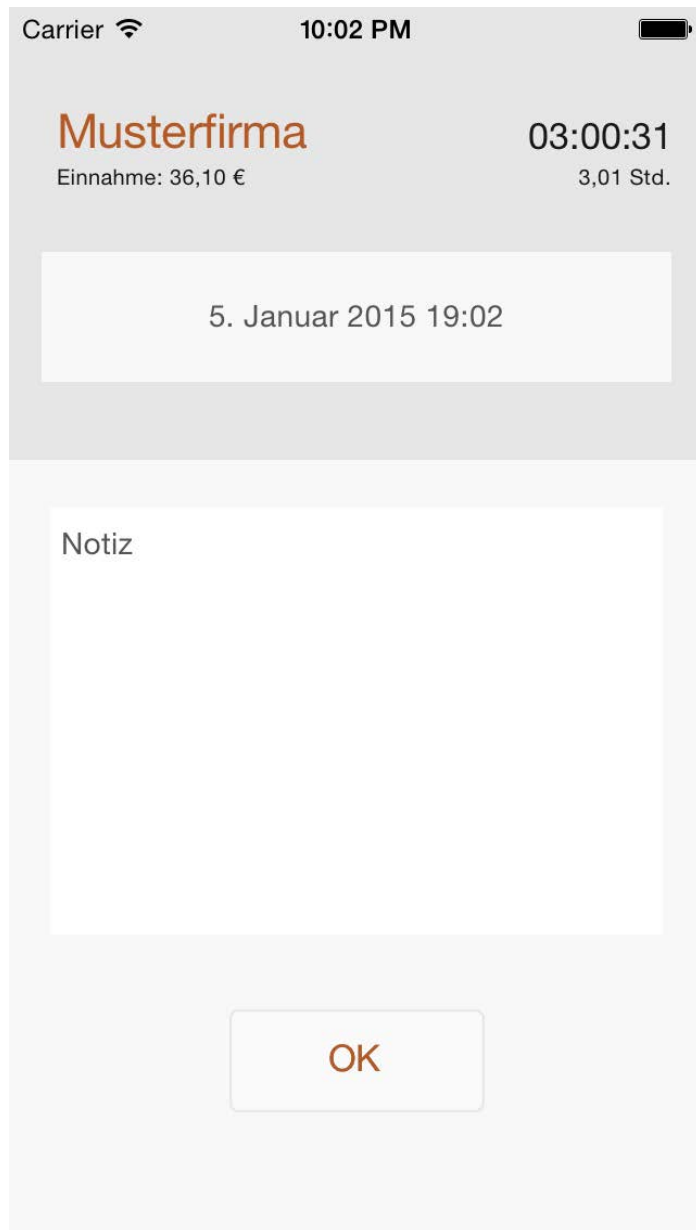 Carrier 10:02 PM
Musterfirma 03:00:31
Einnahme: 36,10 € 3,01 Std.
5. Januar 2015 19:02
Notiz
OK